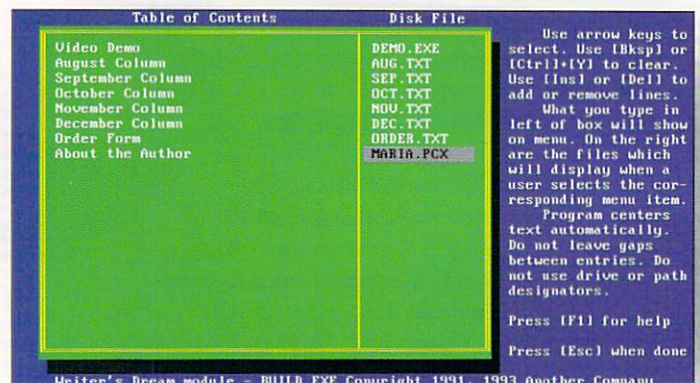 Table of Contents
Disk File
Video Demo DEMO.EXE
August Column AUG.TXT
September Column SEP.TXT
October Column OCT.TXT
November Column NOV.TXT
December Column DEC.TXT
Order Form ORDER.TXT
About the Author MARIA.PCX
Use arrow keys to
select. Use [Bksp] or
[Ctrl]+[Y] to clear.
Use [Ins] or [Del] to
add or remove lines.
What you type in
left of box will show
on menu. On the right
are the files which
will display when a
user selects the cor-
responding menu item.
Program centers
text automatically.
Do not leave gaps
between entries. Do
not use drive or path
designators.
Press [F1] for help
Press [Esc] when done
Writer's Dream module - BUILD.EXE Copyright 1991, 1993 Another Company